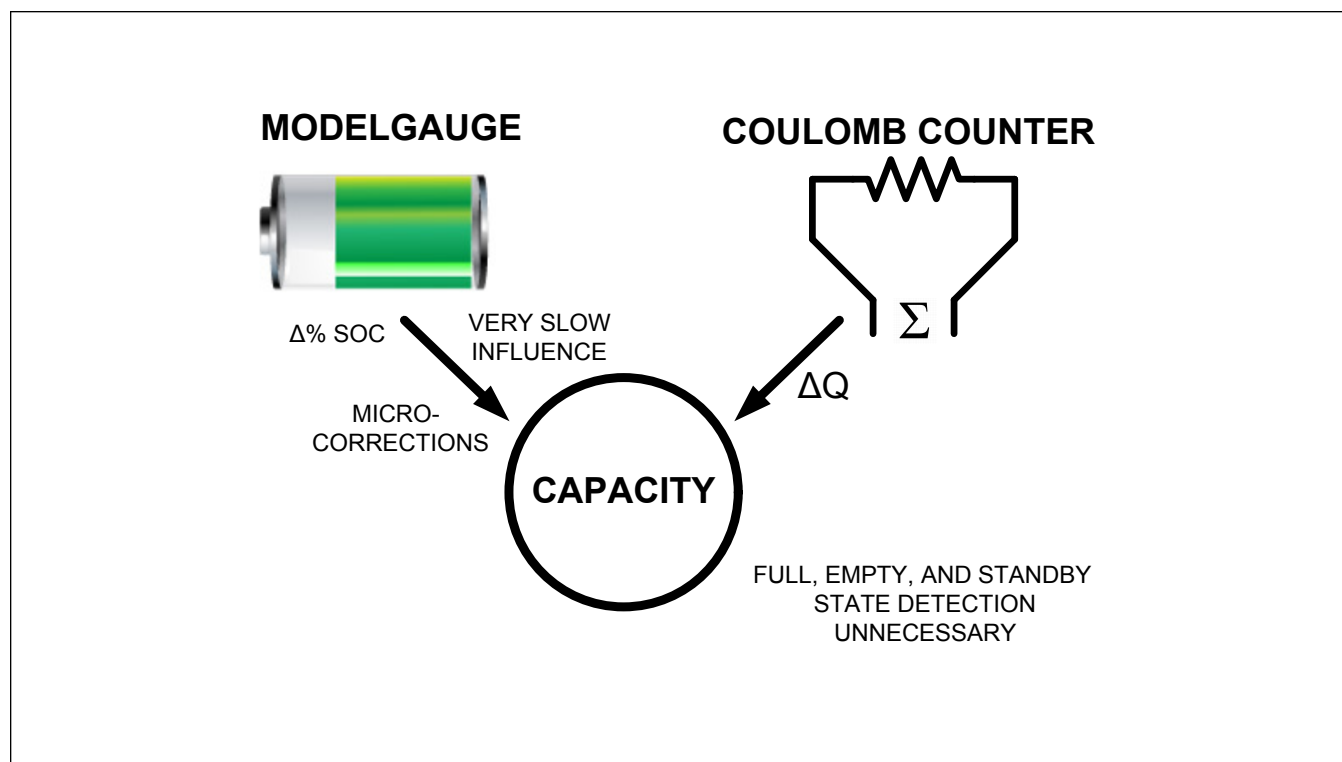 MODELGAUGE
COULOMB COUNTER
Σ
Δ% SOC
VERY SLOW
INFLUENCE
ΔQ
MICRO-
CORRECTIONS
CAPACITY
FULL, EMPTY, AND STANDBY
STATE DETECTION
UNNECESSARY